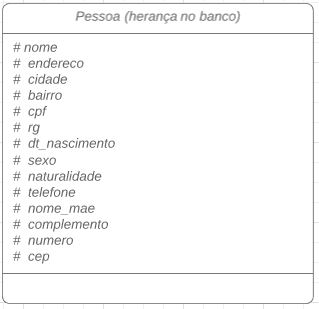 Pessoa (herança no banco)
# nome
# endereco
# cidade
# bairro
# cpf
# rg
# dt_nascimento
# sexo
# naturalidade
# telefone
# nome_mae
# complemento
# numero
# cep